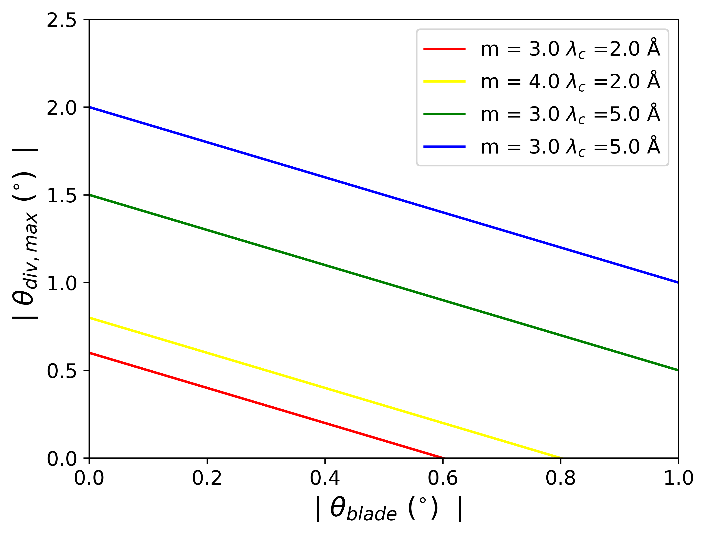 2.5
2.0
1.5
1.0
0.5
0.0
| θdiv,max (°) |
m = 3.0 λc =2.0 Å
m = 4.0 λc =2.0 Å
m = 3.0 λc =5.0 Å
m = 3.0 λc =5.0 Å
0.0 0.2 0.4 0.6 0.8 1.0
| θblade (°) |